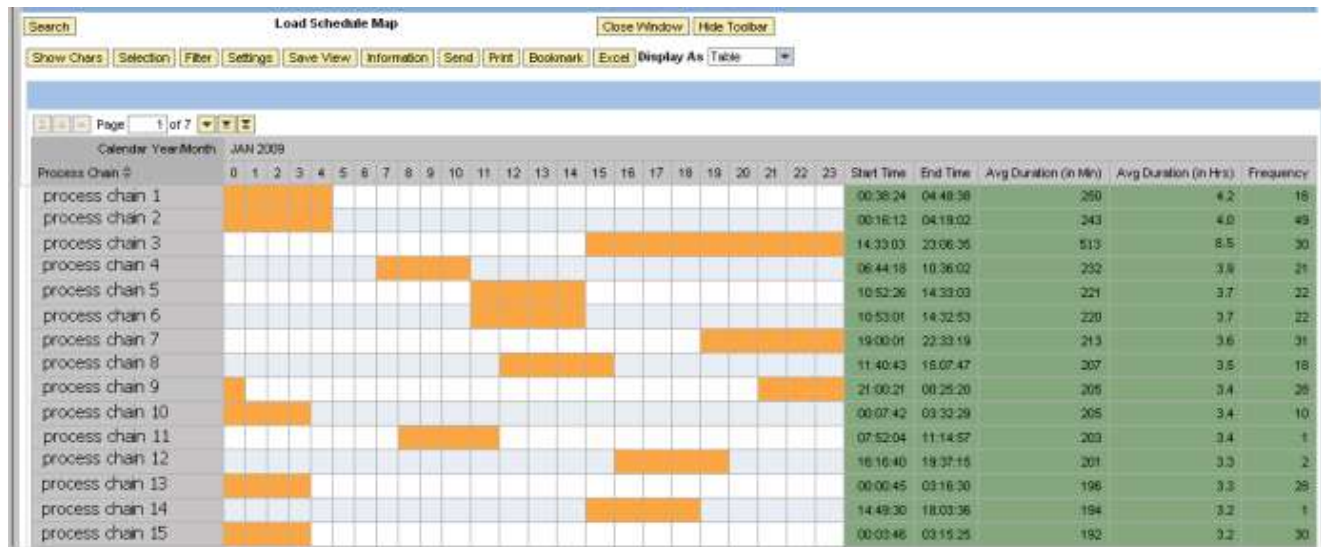 Search Load Schedule Map Close Window Hide Toolbar
Show Chars Selection Filter Settings Save View Information Send Print Bookmark Excel Display As Table
Page 1 of 7
Calendar Year/Month JAN 2009
Process Chain 0 1 2 3 4 5 6 7 8 9 10 11 12 13 14 15 16 17 18 19 20 21 22 23 Start Time End Time Avg Duration (in Min) Avg Duration (in Hrs) Frequency
process chain 1 00:38:24 04:48:38 250 4.2 16
process chain 2 00:16:12 04:19:02 243 4.0 49
process chain 3 14:33:03 23:06:35 513 8.5 30
process chain 4 06:44:18 10:36:02 232 3.9 21
process chain 5 10:52:26 14:33:03 221 3.7 22
process chain 6 10:53:01 14:32:53 220 3.7 22
process chain 7 19:00:01 22:33:19 213 3.6 31
process chain 8 11:40:43 15:07:47 207 3.5 18
process chain 9 21:00:21 00:25:20 205 3.4 28
process chain 10 00:07:42 03:32:29 205 3.4 10
process chain 11 07:52:04 11:14:57 203 3.4 1
process chain 12 16:16:40 19:37:15 201 3.3 2
process chain 13 00:00:45 03:16:30 196 3.3 28
process chain 14 14:49:30 18:03:36 194 3.2 1
process chain 15 00:03:46 03:15:25 192 3.2 30